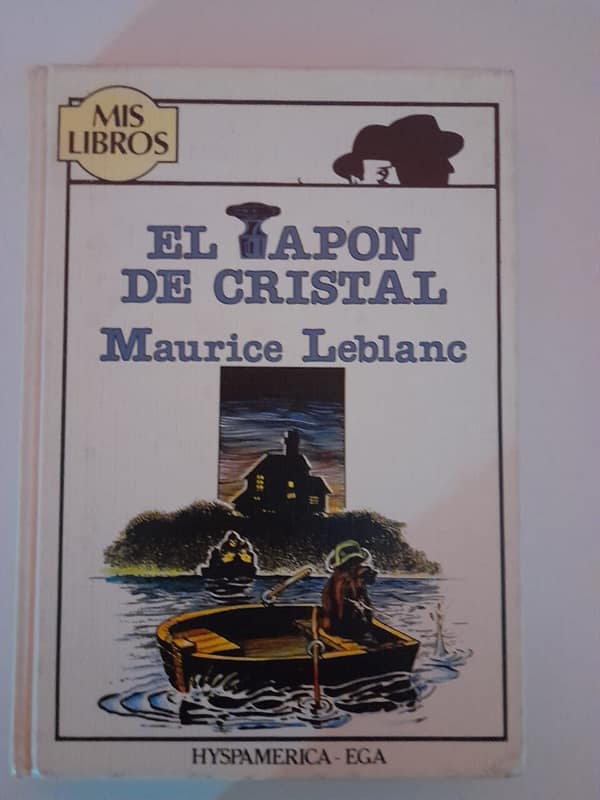 MIS
LIBROS
EL TAPON
DE CRISTAL
Maurice Leblanc
HYSPAMERICA - EGA